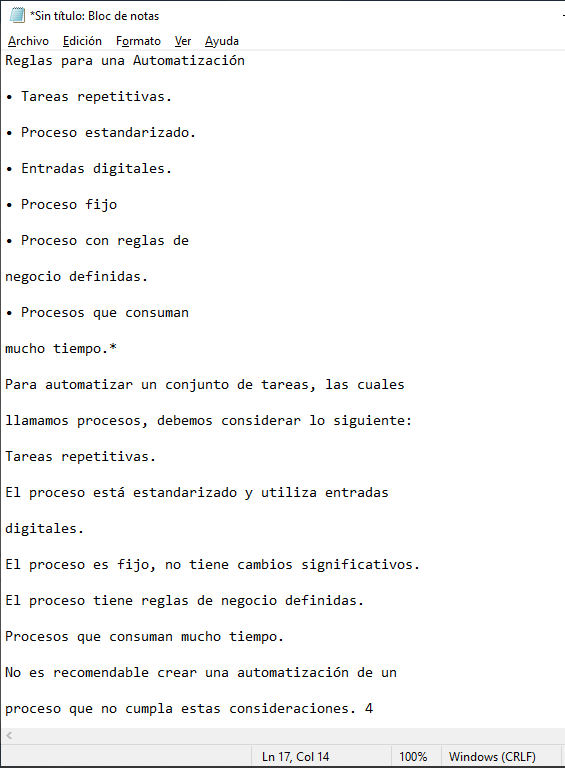 *Sin título: Bloc de notas
Archivo Edición Formato Ver Ayuda
Reglas para una Automatización
• Tareas repetitivas.
• Proceso estandarizado.
• Entradas digitales.
• Proceso fijo
• Proceso con reglas de
negocio definidas.
• Procesos que consuman
mucho tiempo.*
Para automatizar un conjunto de tareas, las cuales
llamamos procesos, debemos considerar lo siguiente:
Tareas repetitivas.
El proceso está estandarizado y utiliza entradas
digitales.
El proceso es fijo, no tiene cambios significativos.
El proceso tiene reglas de negocio definidas.
Procesos que consuman mucho tiempo.
No es recomendable crear una automatización de un
proceso que no cumpla estas consideraciones. 4
Ln 17, Col 14 100% Windows (CRLF)